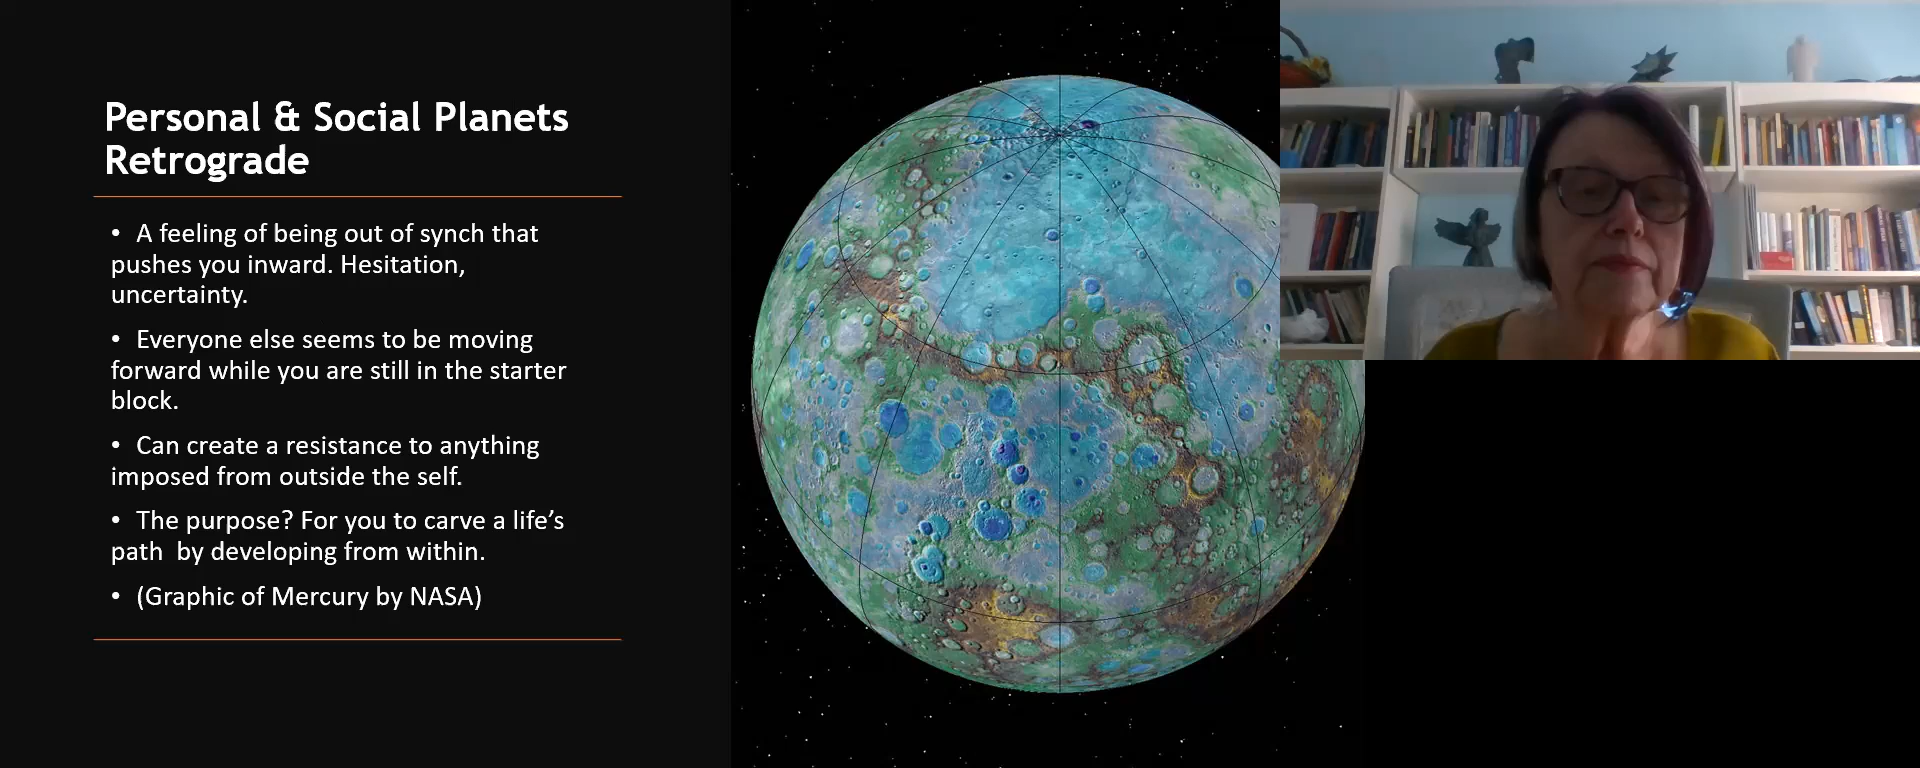 Personal & Social Planets
Retrograde
• A feeling of being out of synch that
pushes you inward. Hesitation,
uncertainty.
• Everyone else seems to be moving
forward while you are still in the starter
block.
• Can create a resistance to anything
imposed from outside the self.
• The purpose? For you to carve a life’s
path  by developing from within.
• (Graphic of Mercury by NASA)